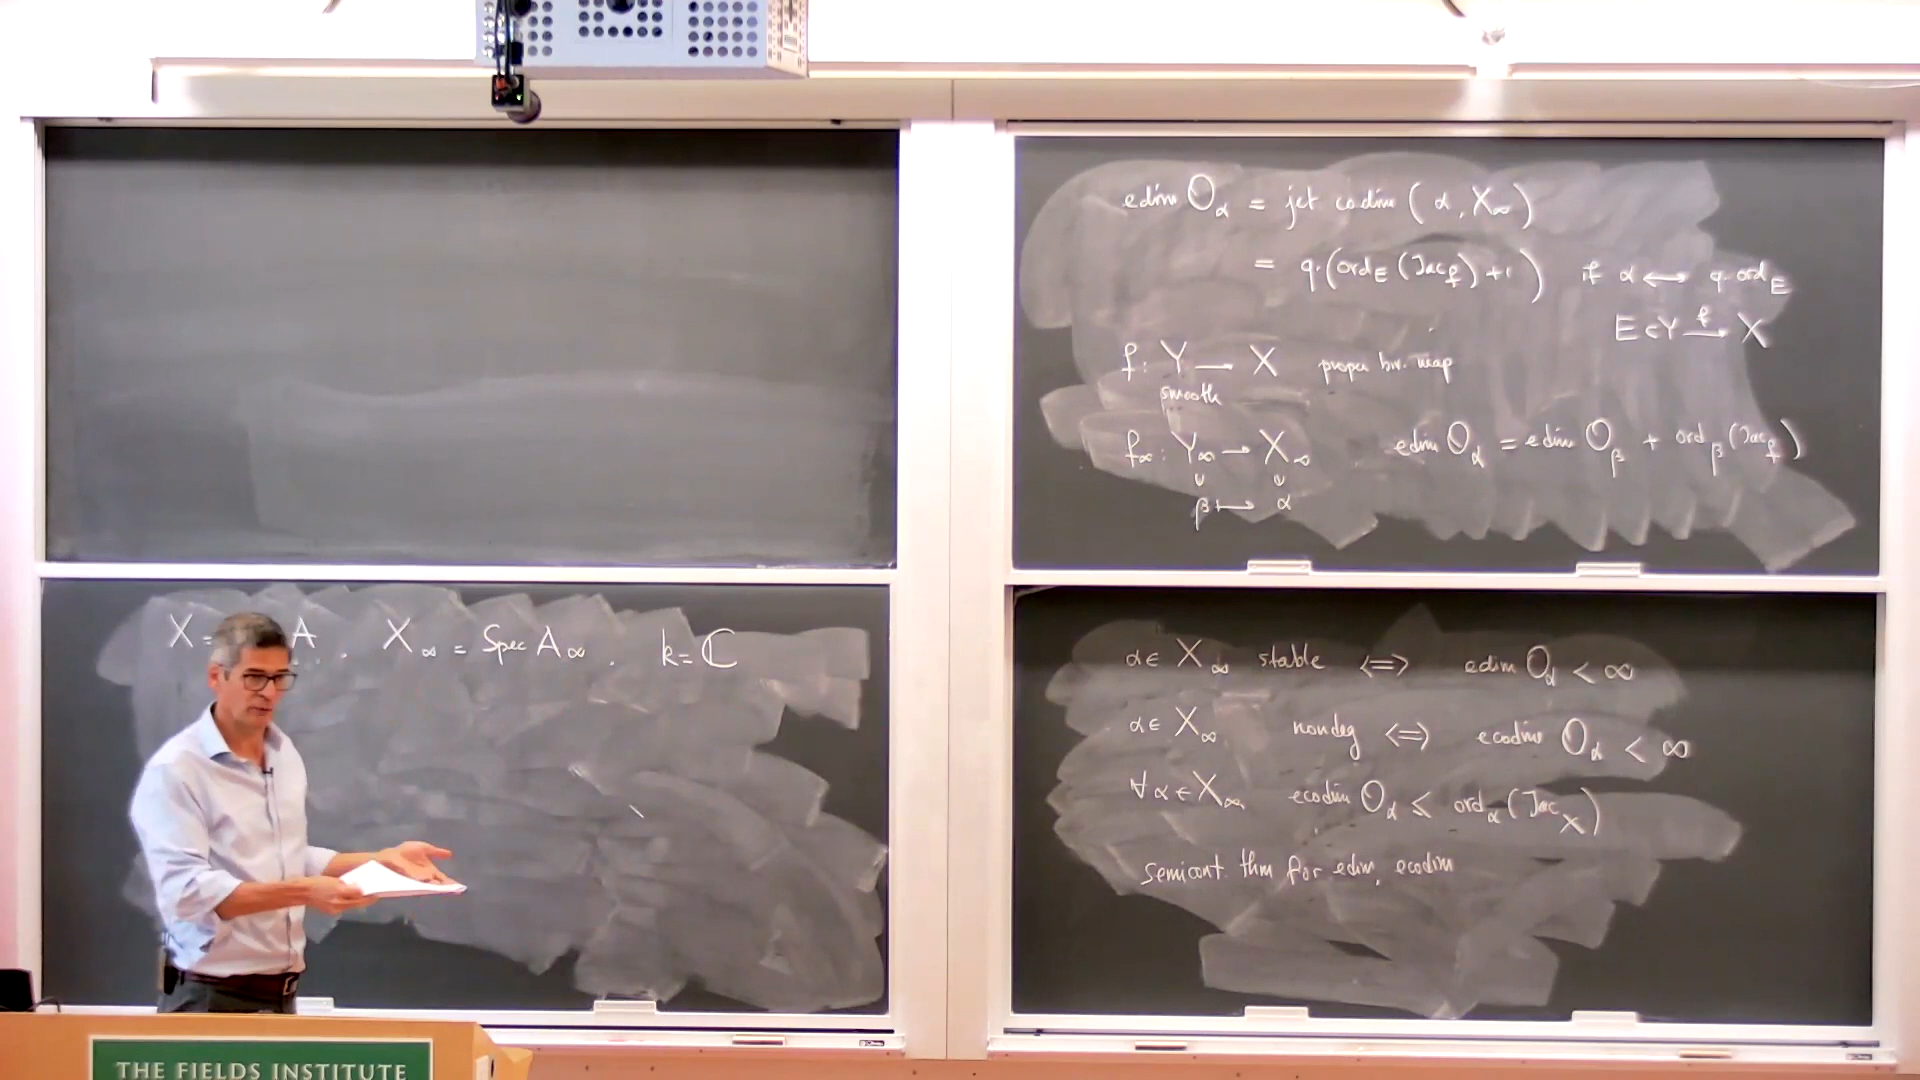 X = A . X_∞ = Spec A_∞ . k = ℂ
edim O_α = jet codim (α, X_∞)
= q·(ord_E (Jac_f) + 1) if α ↔ q·ord_E
E ⊂ Y —f→ X
f: Y → X proper bir. map
smooth
f_∞: Y_∞ → X_∞ edim O_α = edim O_β + ord_β (Jac_f)
β ↦ α
α ∈ X_∞ stable ⟺ edim O_α < ∞
α ∈ X_∞ nondeg ⟺ ecodim O_α < ∞
∀ α ∈ X_∞ ecodim O_α ≤ ord_α (Jac_X)
semicont thm for edim, ecodim
THE FIELDS INSTITUTE